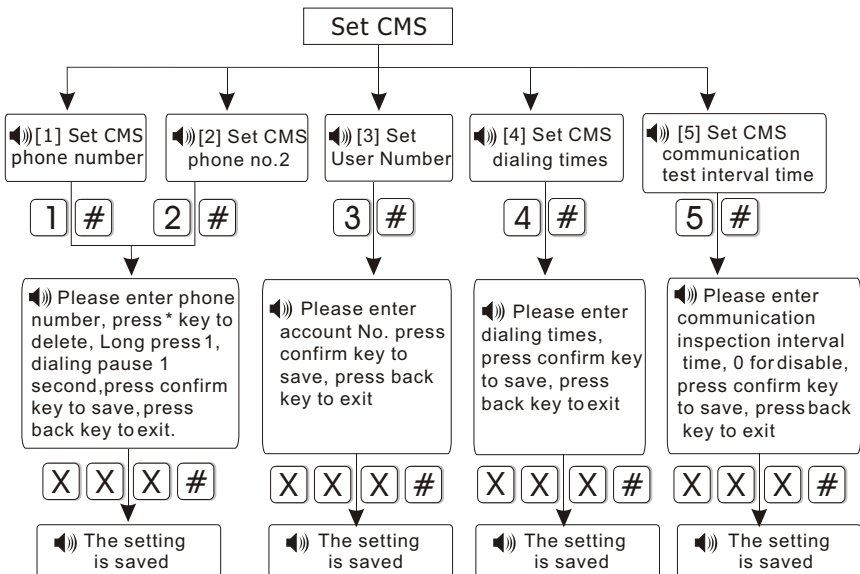 Set CMS
[1] Set CMS
phone number
[2] Set CMS
phone no.2
[3] Set
User Number
[4] Set CMS
dialing times
[5] Set CMS
communication
test interval time
1 #
2 #
3 #
4 #
5 #
Please enter phone
number, press * key to
delete, Long press 1,
dialing pause 1
second,press confirm
key to save, press
back key to exit.
Please enter
account No. press
confirm key to
save, press back
key to exit
Please enter
dialing times,
press confirm key
to save, press
back key to exit
Please enter
communication
inspection interval
time, 0 for disable,
press confirm key
to save, press back
key to exit
X X X #
X X X #
X X X #
X X X #
The setting
is saved
The setting
is saved
The setting
is saved
The setting
is saved